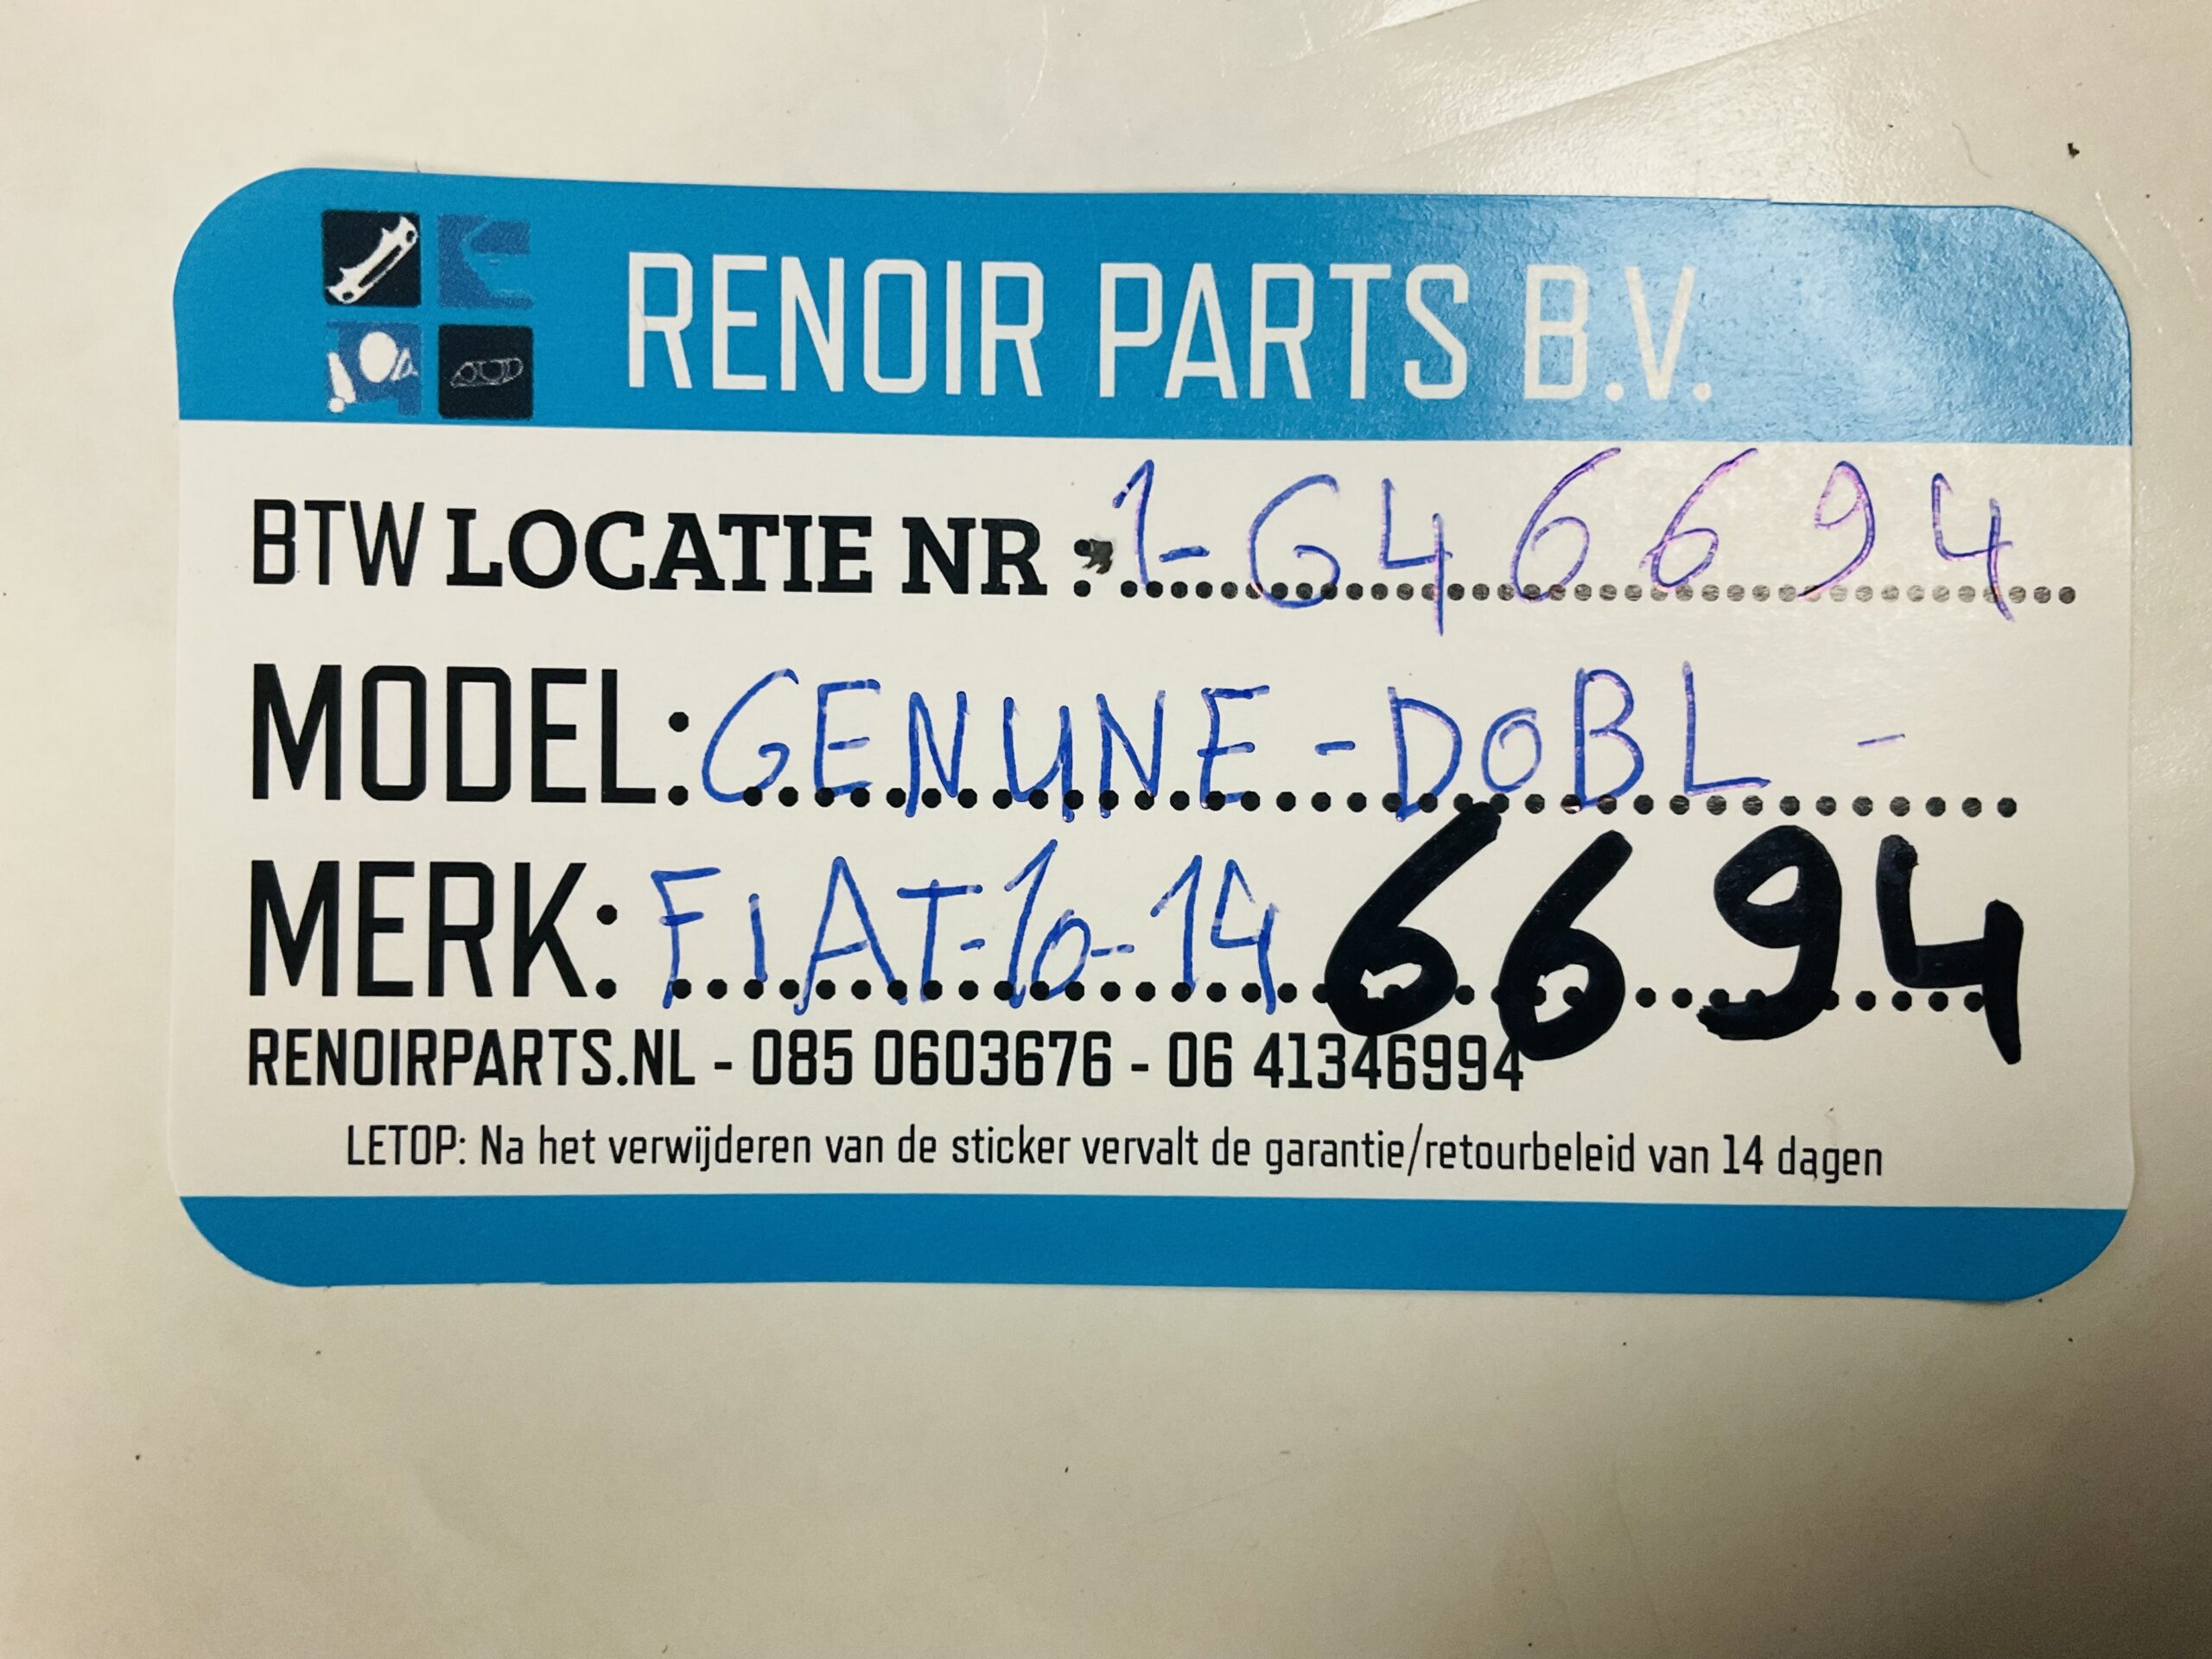 RENOIR PARTS B.V.
BTW LOCATIE NR : 1-G46694
MODEL: GENUNE-DOBL -
MERK: FIAT-10-14 6694
RENOIRPARTS.NL - 085 0603676 - 06 41346994
LETOP: Na het verwijderen van de sticker vervalt de garantie/retourbeleid van 14 dagen